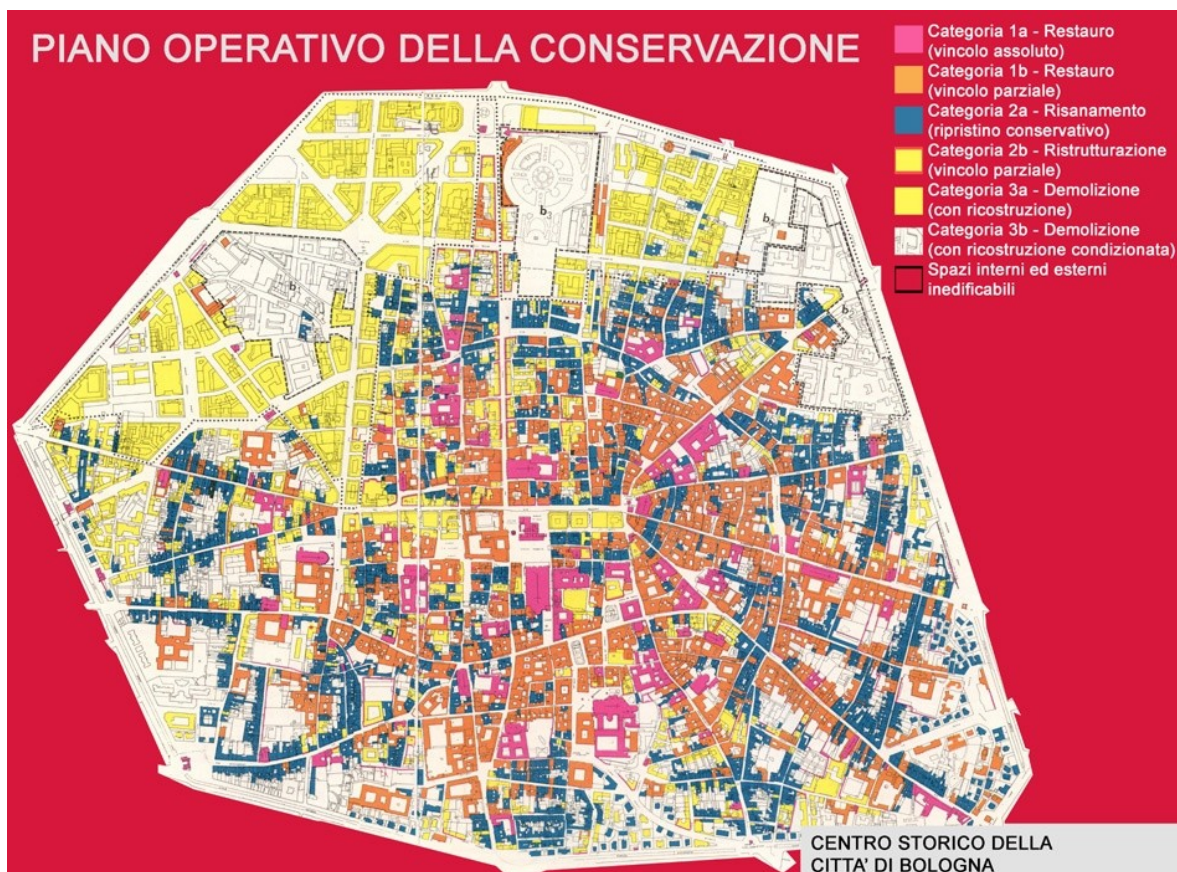 PIANO OPERATIVO DELLA CONSERVAZIONE
Categoria 1a - Restauro
(vincolo assoluto)
Categoria 1b - Restauro
(vincolo parziale)
Categoria 2a - Risanamento
(ripristino conservativo)
Categoria 2b - Ristrutturazione
(vincolo parziale)
Categoria 3a - Demolizione
(con ricostruzione)
Categoria 3b - Demolizione
(con ricostruzione condizionata)
Spazi interni ed esterni
inedificabili
b3
CENTRO STORICO DELLA
CITTA' DI BOLOGNA